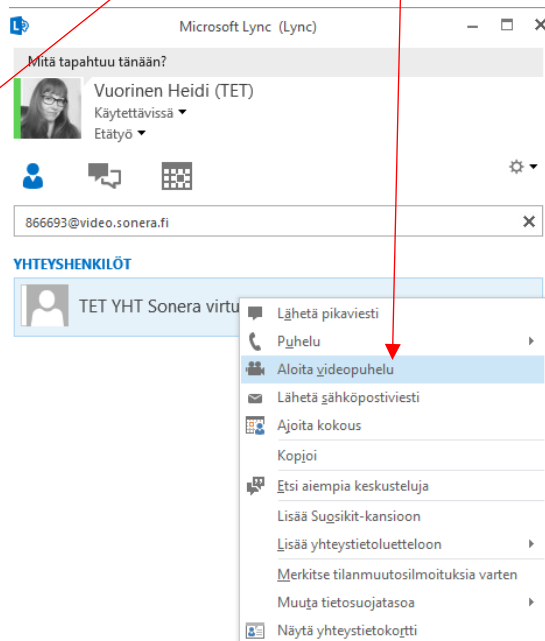 Microsoft Lync (Lync)
Mitä tapahtuu tänään?
Vuorinen Heidi (TET)
Käytettävissä
Etätyö
866693@video.sonera.fi
YHTEYSHENKILÖT
TET YHT Sonera virtu
Lähetä pikaviesti
Puhelu
Aloita videopuhelu
Lähetä sähköpostiviesti
Ajoita kokous
Kopioi
Etsi aiempia keskusteluja
Lisää Suosikit-kansioon
Lisää yhteystietoluetteloon
Merkitse tilanmuutosilmoituksia varten
Muuta tietosuojatasoa
Näytä yhteystietokortti